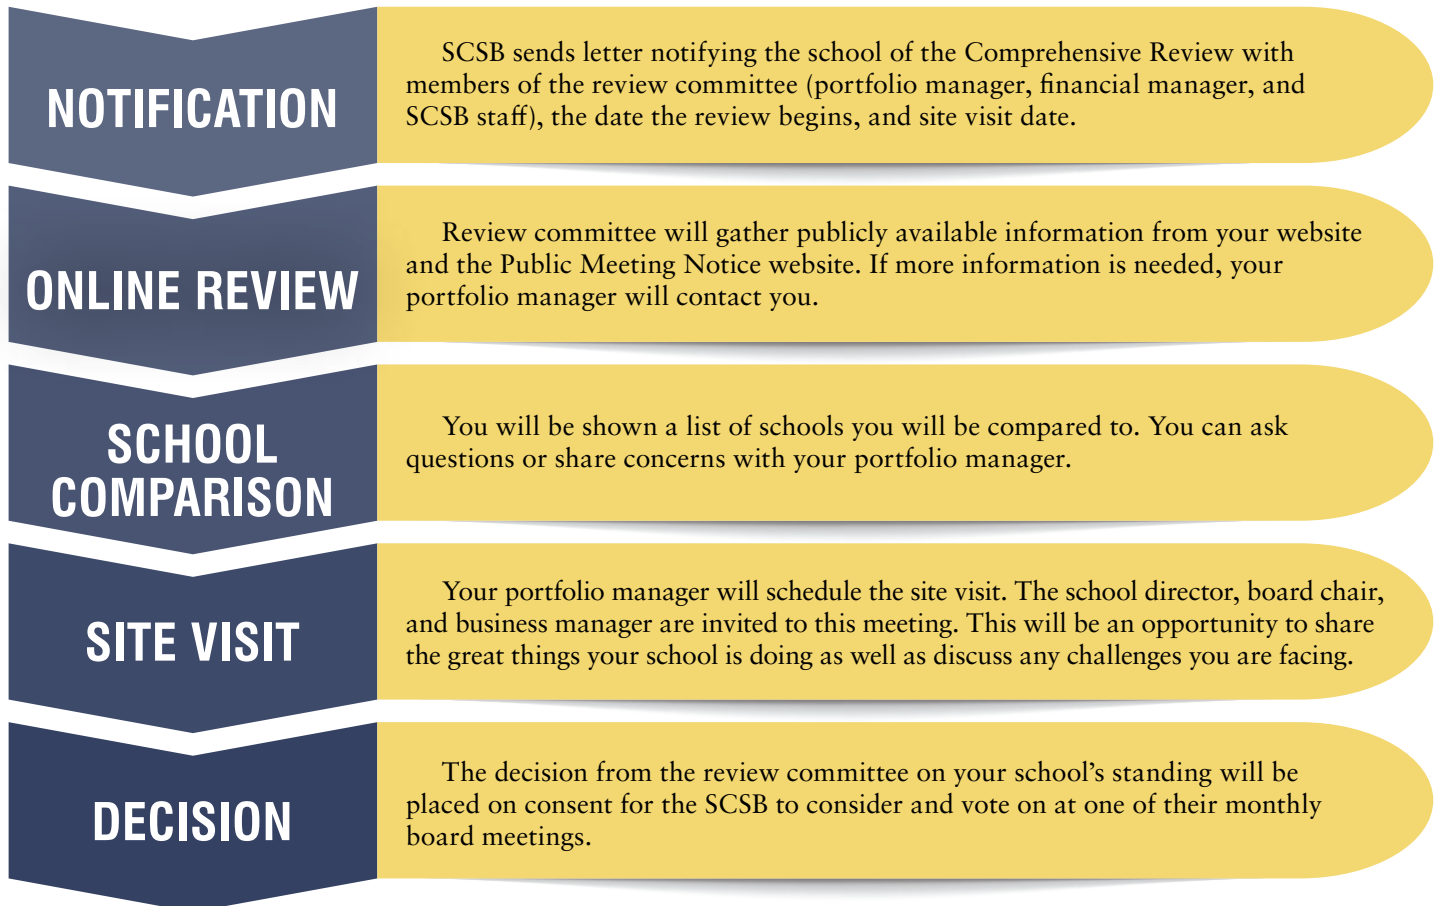 NOTIFICATION
SCSB sends letter notifying the school of the Comprehensive Review with
members of the review committee (portfolio manager, financial manager, and
SCSB staff), the date the review begins, and site visit date.
ONLINE REVIEW
Review committee will gather publicly available information from your website
and the Public Meeting Notice website. If more information is needed, your
portfolio manager will contact you.
SCHOOL
COMPARISON
You will be shown a list of schools you will be compared to. You can ask
questions or share concerns with your portfolio manager.
SITE VISIT
Your portfolio manager will schedule the site visit. The school director, board chair,
and business manager are invited to this meeting. This will be an opportunity to share
the great things your school is doing as well as discuss any challenges you are facing.
DECISION
The decision from the review committee on your school’s standing will be
placed on consent for the SCSB to consider and vote on at one of their monthly
board meetings.